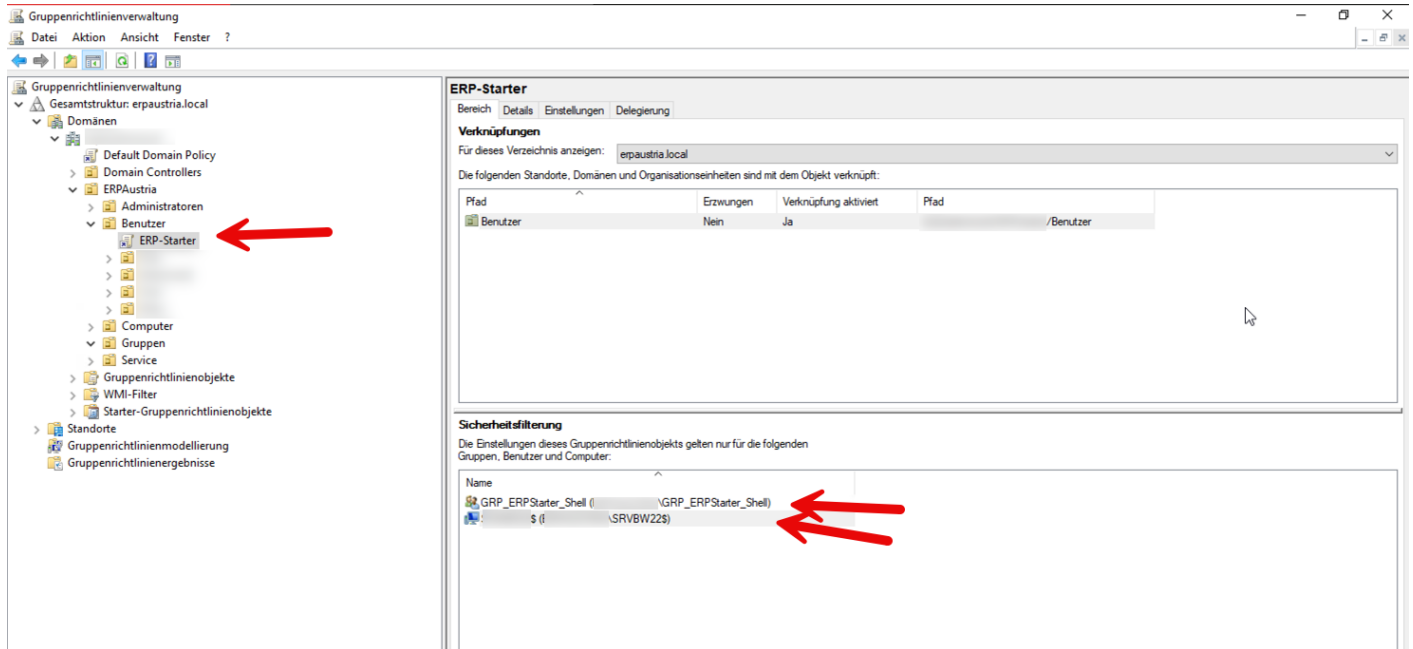 Gruppenrichtlinienverwaltung
Datei Aktion Ansicht Fenster ?
Gruppenrichtlinienverwaltung
Gesamtstruktur: erpaustria.local
Domänen
Default Domain Policy
Domain Controllers
ERPAustria
Administratoren
Benutzer
ERP-Starter
Computer
Gruppen
Service
Gruppenrichtlinienobjekte
WMI-Filter
Starter-Gruppenrichtlinienobjekte
Standorte
Gruppenrichtlinienmodellierung
Gruppenrichtlinienergebnisse
ERP-Starter
Bereich Details Einstellungen Delegierung
Verknüpfungen
Für dieses Verzeichnis anzeigen: erpaustria.local
Die folgenden Standorte, Domänen und Organisationseinheiten sind mit dem Objekt verknüpft:
Pfad Erzwungen Verknüpfung aktiviert Pfad
Benutzer Nein Ja /Benutzer
Sicherheitsfilterung
Die Einstellungen dieses Gruppenrichtlinienobjekts gelten nur für die folgenden
Gruppen, Benutzer und Computer:
Name
GRP_ERPStarter_Shell ( \GRP_ERPStarter_Shell)
$ ( \SRVBW22$)